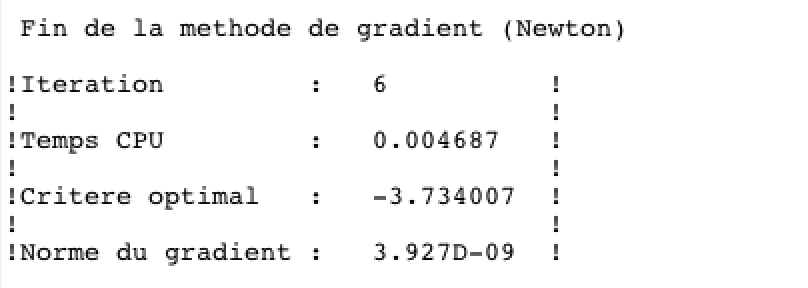 Fin de la methode de gradient (Newton)
!Iteration : 6 !
! !
!Temps CPU : 0.004687 !
! !
!Critere optimal : -3.734007 !
! !
!Norme du gradient : 3.927D-09 !